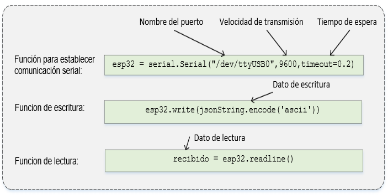 Nombre del puerto Velocidad de transmisión Tiempo de espera
Función para establecer
comunicación serial:
esp32 = serial.Serial("/dev/ttyUSB0",9600,timeout=0.2)
Dato de escritura
Funcion de escritura:
esp32.write(jsonString.encode('ascii'))
Dato de lectura
Funcion de lectura:
recibido = esp32.readline()